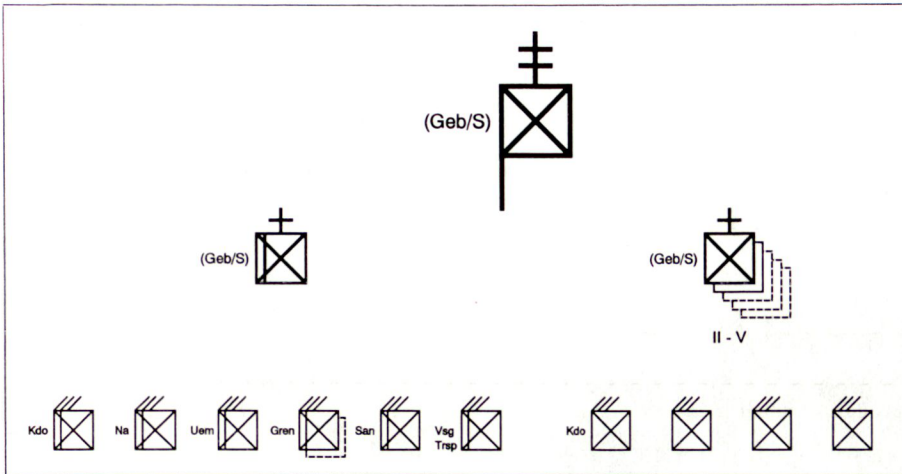 (Geb/S)
(Geb/S)
(Geb/S)
II - V
Kdo
Na
Uem
Gren
San
Vsg
Trsp
Kdo